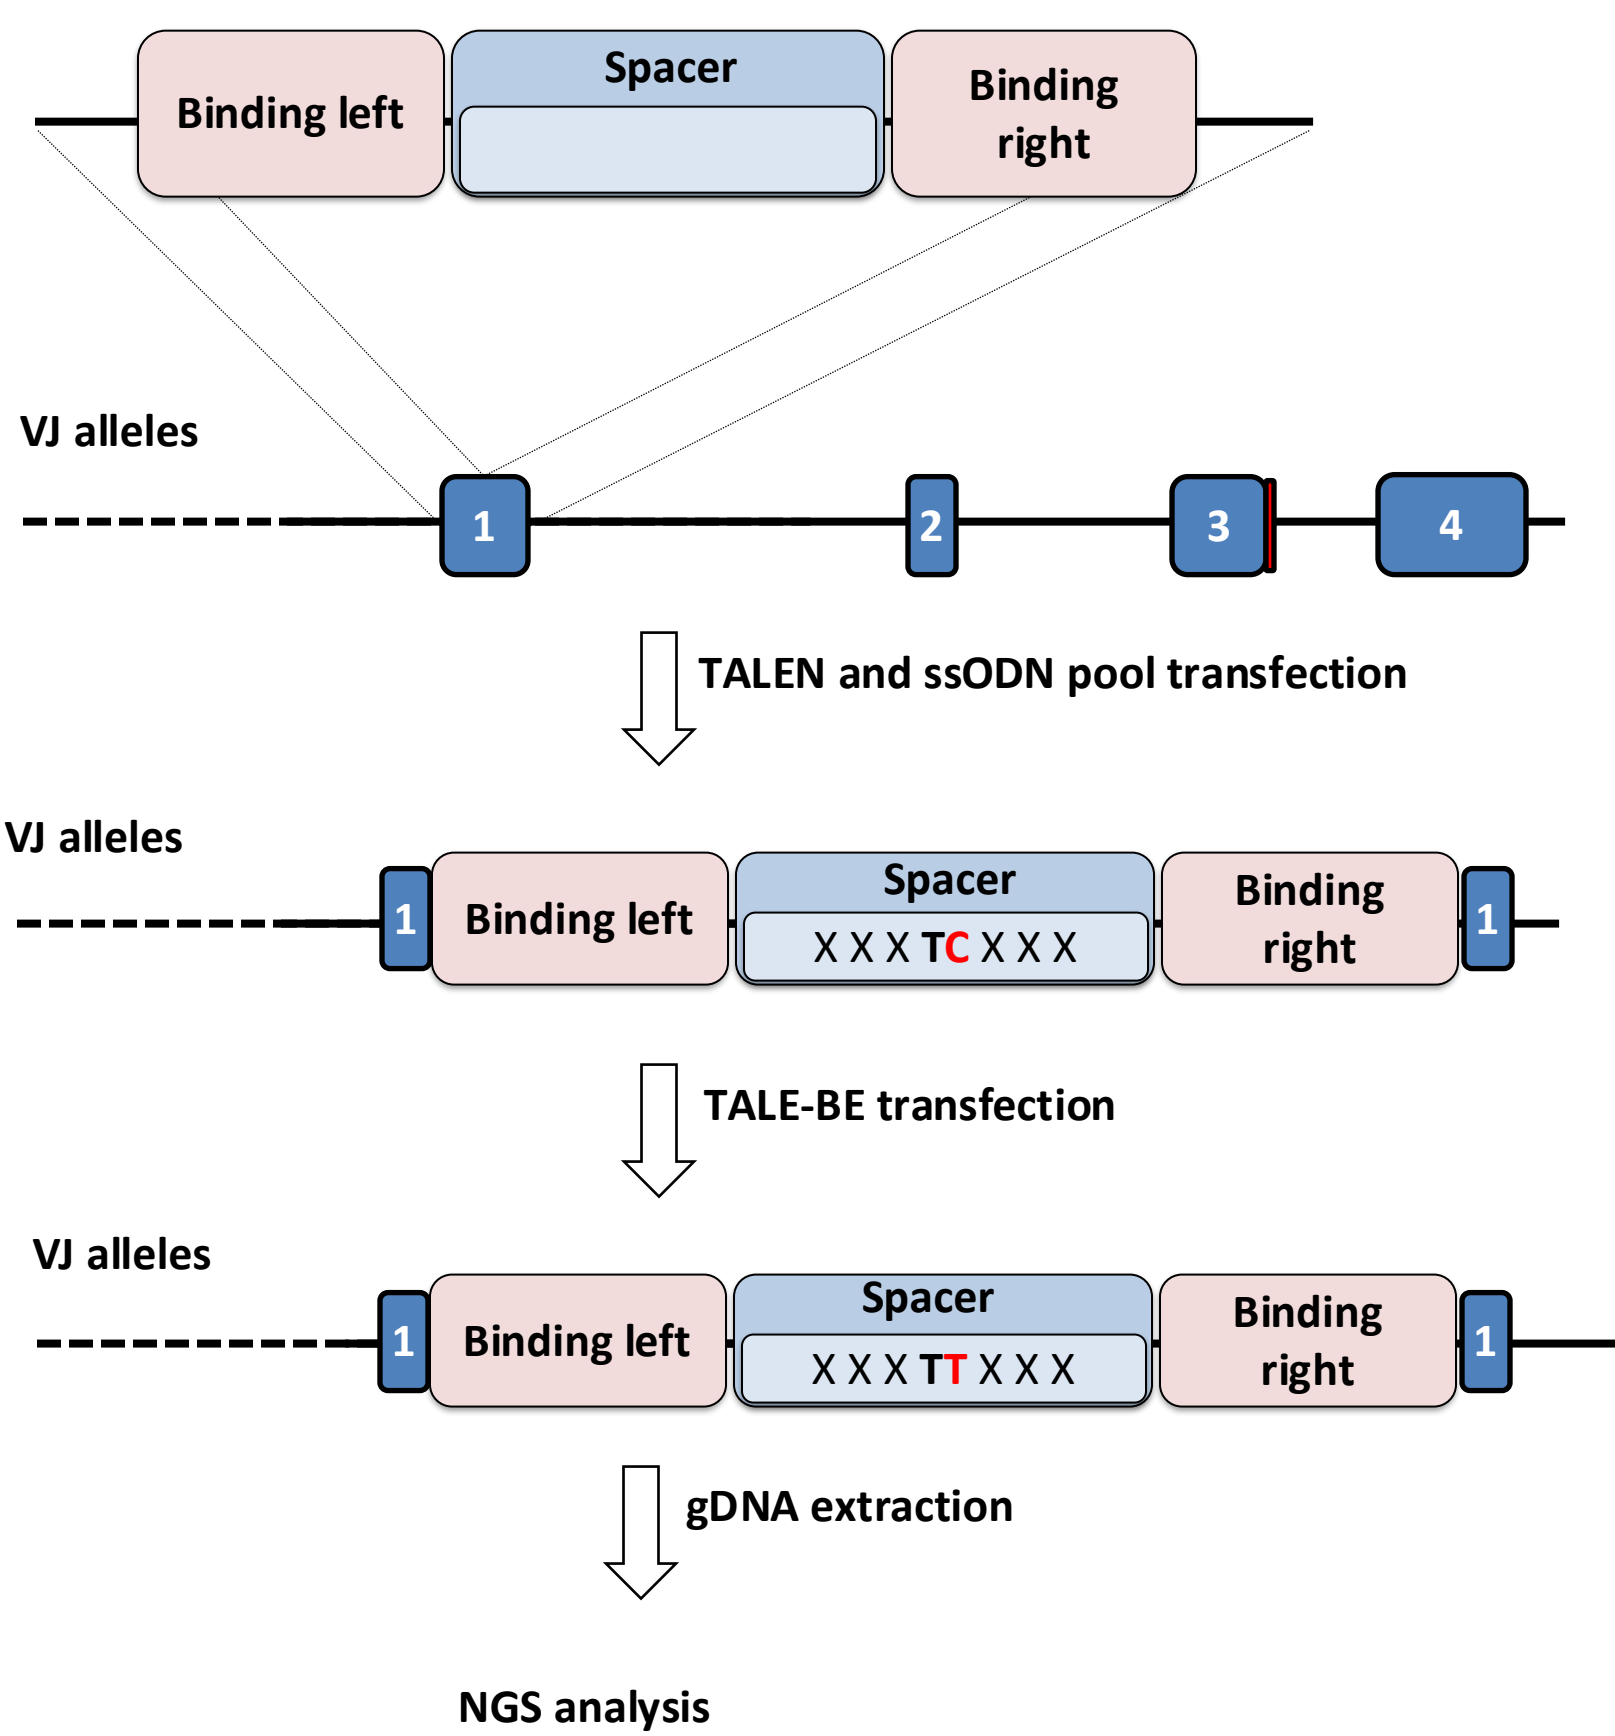 Binding left
Spacer
Binding
right
VJ alleles
1
2
3
4
TALEN and ssODN pool transfection
VJ alleles
1
Binding left
Spacer
X X X TC X X X
Binding
right
1
TALE-BE transfection
VJ alleles
1
Binding left
Spacer
X X X TT X X X
Binding
right
1
gDNA extraction
NGS analysis